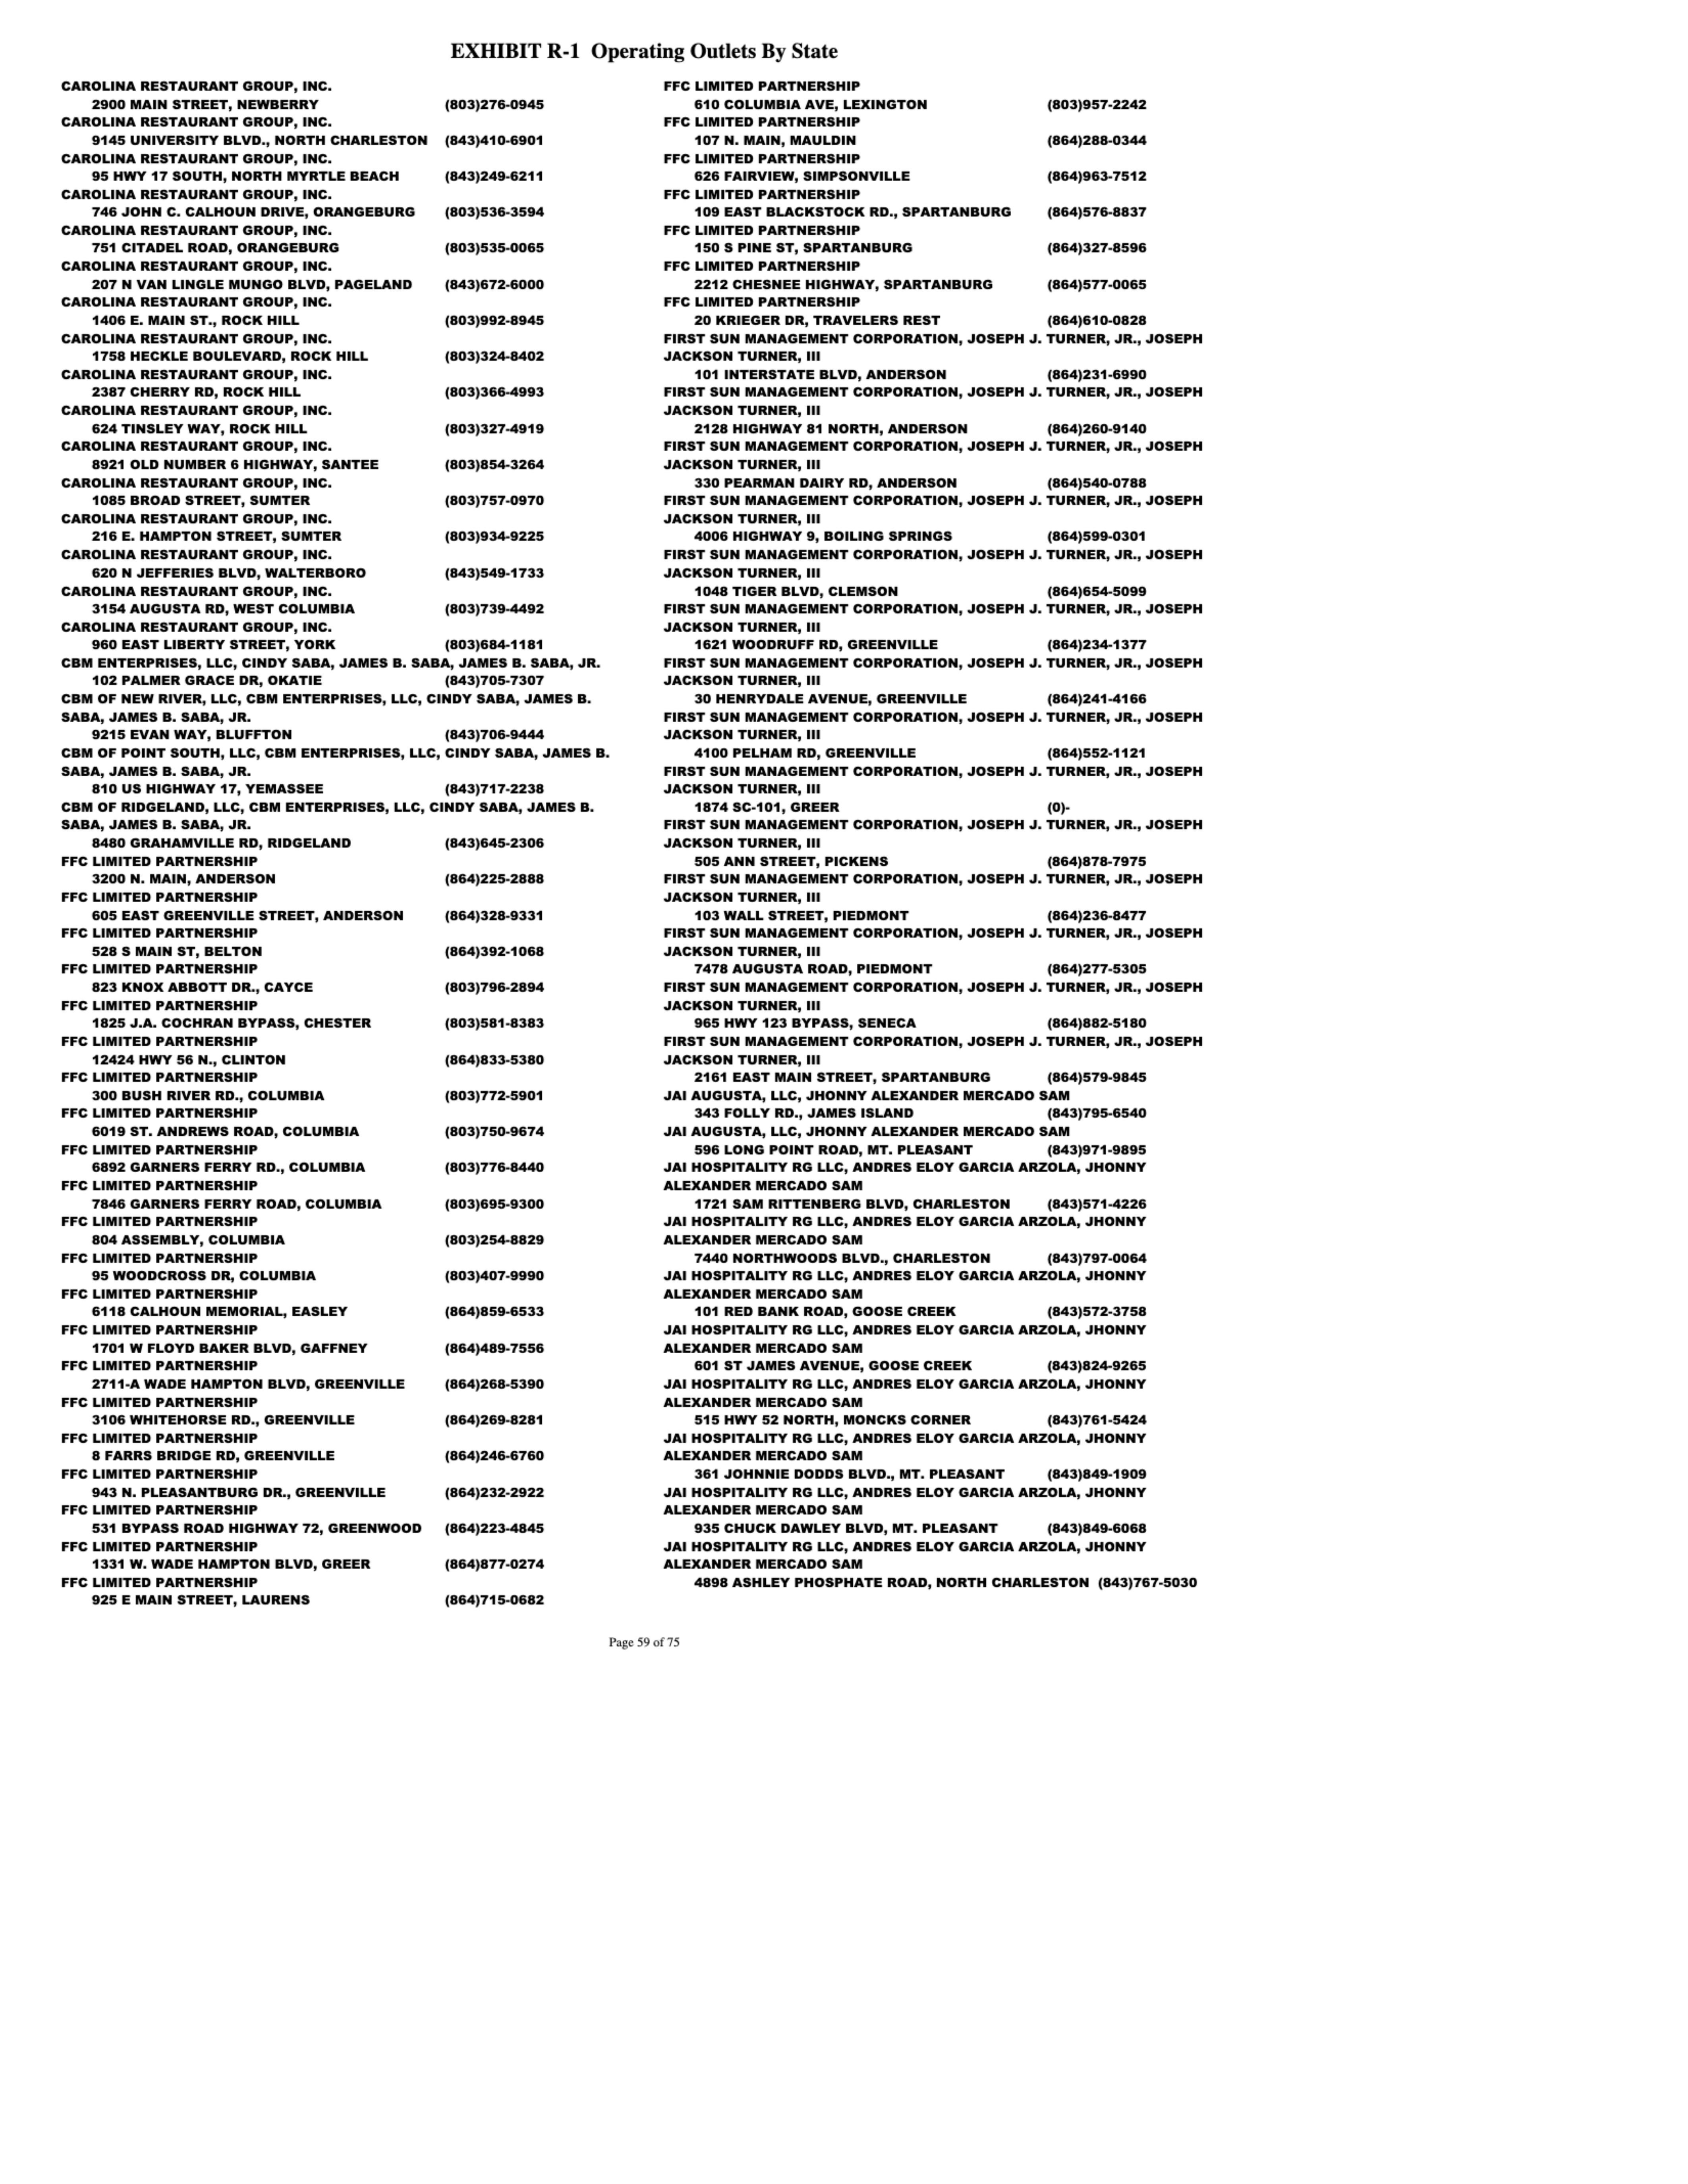 EXHIBIT R-1 Operating Outlets By State
CAROLINA RESTAURANT GROUP, INC.
2900 MAIN STREET, NEWBERRY (803)276-0945
CAROLINA RESTAURANT GROUP, INC.
9145 UNIVERSITY BLVD., NORTH CHARLESTON (843)410-6901
CAROLINA RESTAURANT GROUP, INC.
95 HWY 17 SOUTH, NORTH MYRTLE BEACH (843)249-6211
CAROLINA RESTAURANT GROUP, INC.
746 JOHN C. CALHOUN DRIVE, ORANGEBURG (803)536-3594
CAROLINA RESTAURANT GROUP, INC.
751 CITADEL ROAD, ORANGEBURG (803)535-0065
CAROLINA RESTAURANT GROUP, INC.
207 N VAN LINGLE MUNGO BLVD, PAGELAND (843)672-6000
CAROLINA RESTAURANT GROUP, INC.
1406 E. MAIN ST., ROCK HILL (803)992-8945
CAROLINA RESTAURANT GROUP, INC.
1758 HECKLE BOULEVARD, ROCK HILL (803)324-8402
CAROLINA RESTAURANT GROUP, INC.
2387 CHERRY RD, ROCK HILL (803)366-4993
CAROLINA RESTAURANT GROUP, INC.
624 TINSLEY WAY, ROCK HILL (803)327-4919
CAROLINA RESTAURANT GROUP, INC.
8921 OLD NUMBER 6 HIGHWAY, SANTEE (803)854-3264
CAROLINA RESTAURANT GROUP, INC.
1085 BROAD STREET, SUMTER (803)757-0970
CAROLINA RESTAURANT GROUP, INC.
216 E. HAMPTON STREET, SUMTER (803)934-9225
CAROLINA RESTAURANT GROUP, INC.
620 N JEFFERIES BLVD, WALTERBORO (843)549-1733
CAROLINA RESTAURANT GROUP, INC.
3154 AUGUSTA RD, WEST COLUMBIA (803)739-4492
CAROLINA RESTAURANT GROUP, INC.
960 EAST LIBERTY STREET, YORK (803)684-1181
CBM ENTERPRISES, LLC, CINDY SABA, JAMES B. SABA, JAMES B. SABA, JR.
102 PALMER GRACE DR, OKATIE (843)705-7307
CBM OF NEW RIVER, LLC, CBM ENTERPRISES, LLC, CINDY SABA, JAMES B.
SABA, JAMES B. SABA, JR.
9215 EVAN WAY, BLUFFTON (843)706-9444
CBM OF POINT SOUTH, LLC, CBM ENTERPRISES, LLC, CINDY SABA, JAMES B.
SABA, JAMES B. SABA, JR.
810 US HIGHWAY 17, YEMASSEE (843)717-2238
CBM OF RIDGELAND, LLC, CBM ENTERPRISES, LLC, CINDY SABA, JAMES B.
SABA, JAMES B. SABA, JR.
8480 GRAHAMVILLE RD, RIDGELAND (843)645-2306
FFC LIMITED PARTNERSHIP
3200 N. MAIN, ANDERSON (864)225-2888
FFC LIMITED PARTNERSHIP
605 EAST GREENVILLE STREET, ANDERSON (864)328-9331
FFC LIMITED PARTNERSHIP
528 S MAIN ST, BELTON (864)392-1068
FFC LIMITED PARTNERSHIP
823 KNOX ABBOTT DR., CAYCE (803)796-2894
FFC LIMITED PARTNERSHIP
1825 J.A. COCHRAN BYPASS, CHESTER (803)581-8383
FFC LIMITED PARTNERSHIP
12424 HWY 56 N., CLINTON (864)833-5380
FFC LIMITED PARTNERSHIP
300 BUSH RIVER RD., COLUMBIA (803)772-5901
FFC LIMITED PARTNERSHIP
6019 ST. ANDREWS ROAD, COLUMBIA (803)750-9674
FFC LIMITED PARTNERSHIP
6892 GARNERS FERRY RD., COLUMBIA (803)776-8440
FFC LIMITED PARTNERSHIP
7846 GARNERS FERRY ROAD, COLUMBIA (803)695-9300
FFC LIMITED PARTNERSHIP
804 ASSEMBLY, COLUMBIA (803)254-8829
FFC LIMITED PARTNERSHIP
95 WOODCROSS DR, COLUMBIA (803)407-9990
FFC LIMITED PARTNERSHIP
6118 CALHOUN MEMORIAL, EASLEY (864)859-6533
FFC LIMITED PARTNERSHIP
1701 W FLOYD BAKER BLVD, GAFFNEY (864)489-7556
FFC LIMITED PARTNERSHIP
2711-A WADE HAMPTON BLVD, GREENVILLE (864)268-5390
FFC LIMITED PARTNERSHIP
3106 WHITEHORSE RD., GREENVILLE (864)269-8281
FFC LIMITED PARTNERSHIP
8 FARRS BRIDGE RD, GREENVILLE (864)246-6760
FFC LIMITED PARTNERSHIP
943 N. PLEASANTBURG DR., GREENVILLE (864)232-2922
FFC LIMITED PARTNERSHIP
531 BYPASS ROAD HIGHWAY 72, GREENWOOD (864)223-4845
FFC LIMITED PARTNERSHIP
1331 W. WADE HAMPTON BLVD, GREER (864)877-0274
FFC LIMITED PARTNERSHIP
925 E MAIN STREET, LAURENS (864)715-0682
FFC LIMITED PARTNERSHIP
610 COLUMBIA AVE, LEXINGTON (803)957-2242
FFC LIMITED PARTNERSHIP
107 N. MAIN, MAULDIN (864)288-0344
FFC LIMITED PARTNERSHIP
626 FAIRVIEW, SIMPSONVILLE (864)963-7512
FFC LIMITED PARTNERSHIP
109 EAST BLACKSTOCK RD., SPARTANBURG (864)576-8837
FFC LIMITED PARTNERSHIP
150 S PINE ST, SPARTANBURG (864)327-8596
FFC LIMITED PARTNERSHIP
2212 CHESNEE HIGHWAY, SPARTANBURG (864)577-0065
FFC LIMITED PARTNERSHIP
20 KRIEGER DR, TRAVELERS REST (864)610-0828
FIRST SUN MANAGEMENT CORPORATION, JOSEPH J. TURNER, JR., JOSEPH
JACKSON TURNER, III
101 INTERSTATE BLVD, ANDERSON (864)231-6990
FIRST SUN MANAGEMENT CORPORATION, JOSEPH J. TURNER, JR., JOSEPH
JACKSON TURNER, III
2128 HIGHWAY 81 NORTH, ANDERSON (864)260-9140
FIRST SUN MANAGEMENT CORPORATION, JOSEPH J. TURNER, JR., JOSEPH
JACKSON TURNER, III
330 PEARMAN DAIRY RD, ANDERSON (864)540-0788
FIRST SUN MANAGEMENT CORPORATION, JOSEPH J. TURNER, JR., JOSEPH
JACKSON TURNER, III
4006 HIGHWAY 9, BOILING SPRINGS (864)599-0301
FIRST SUN MANAGEMENT CORPORATION, JOSEPH J. TURNER, JR., JOSEPH
JACKSON TURNER, III
1048 TIGER BLVD, CLEMSON (864)654-5099
FIRST SUN MANAGEMENT CORPORATION, JOSEPH J. TURNER, JR., JOSEPH
JACKSON TURNER, III
1621 WOODRUFF RD, GREENVILLE (864)234-1377
FIRST SUN MANAGEMENT CORPORATION, JOSEPH J. TURNER, JR., JOSEPH
JACKSON TURNER, III
30 HENRYDALE AVENUE, GREENVILLE (864)241-4166
FIRST SUN MANAGEMENT CORPORATION, JOSEPH J. TURNER, JR., JOSEPH
JACKSON TURNER, III
4100 PELHAM RD, GREENVILLE (864)552-1121
FIRST SUN MANAGEMENT CORPORATION, JOSEPH J. TURNER, JR., JOSEPH
JACKSON TURNER, III
1874 SC-101, GREER (0)-
FIRST SUN MANAGEMENT CORPORATION, JOSEPH J. TURNER, JR., JOSEPH
JACKSON TURNER, III
505 ANN STREET, PICKENS (864)878-7975
FIRST SUN MANAGEMENT CORPORATION, JOSEPH J. TURNER, JR., JOSEPH
JACKSON TURNER, III
103 WALL STREET, PIEDMONT (864)236-8477
FIRST SUN MANAGEMENT CORPORATION, JOSEPH J. TURNER, JR., JOSEPH
JACKSON TURNER, III
7478 AUGUSTA ROAD, PIEDMONT (864)277-5305
FIRST SUN MANAGEMENT CORPORATION, JOSEPH J. TURNER, JR., JOSEPH
JACKSON TURNER, III
965 HWY 123 BYPASS, SENECA (864)882-5180
FIRST SUN MANAGEMENT CORPORATION, JOSEPH J. TURNER, JR., JOSEPH
JACKSON TURNER, III
2161 EAST MAIN STREET, SPARTANBURG (864)579-9845
JAI AUGUSTA, LLC, JHONNY ALEXANDER MERCADO SAM
343 FOLLY RD., JAMES ISLAND (843)795-6540
JAI AUGUSTA, LLC, JHONNY ALEXANDER MERCADO SAM
596 LONG POINT ROAD, MT. PLEASANT (843)971-9895
JAI HOSPITALITY RG LLC, ANDRES ELOY GARCIA ARZOLA, JHONNY
ALEXANDER MERCADO SAM
1721 SAM RITTENBERG BLVD, CHARLESTON (843)571-4226
JAI HOSPITALITY RG LLC, ANDRES ELOY GARCIA ARZOLA, JHONNY
ALEXANDER MERCADO SAM
7440 NORTHWOODS BLVD., CHARLESTON (843)797-0064
JAI HOSPITALITY RG LLC, ANDRES ELOY GARCIA ARZOLA, JHONNY
ALEXANDER MERCADO SAM
101 RED BANK ROAD, GOOSE CREEK (843)572-3758
JAI HOSPITALITY RG LLC, ANDRES ELOY GARCIA ARZOLA, JHONNY
ALEXANDER MERCADO SAM
601 ST JAMES AVENUE, GOOSE CREEK (843)824-9265
JAI HOSPITALITY RG LLC, ANDRES ELOY GARCIA ARZOLA, JHONNY
ALEXANDER MERCADO SAM
515 HWY 52 NORTH, MONCKS CORNER (843)761-5424
JAI HOSPITALITY RG LLC, ANDRES ELOY GARCIA ARZOLA, JHONNY
ALEXANDER MERCADO SAM
361 JOHNNIE DODDS BLVD., MT. PLEASANT (843)849-1909
JAI HOSPITALITY RG LLC, ANDRES ELOY GARCIA ARZOLA, JHONNY
ALEXANDER MERCADO SAM
935 CHUCK DAWLEY BLVD, MT. PLEASANT (843)849-6068
JAI HOSPITALITY RG LLC, ANDRES ELOY GARCIA ARZOLA, JHONNY
ALEXANDER MERCADO SAM
4898 ASHLEY PHOSPHATE ROAD, NORTH CHARLESTON (843)767-5030
Page 59 of 75